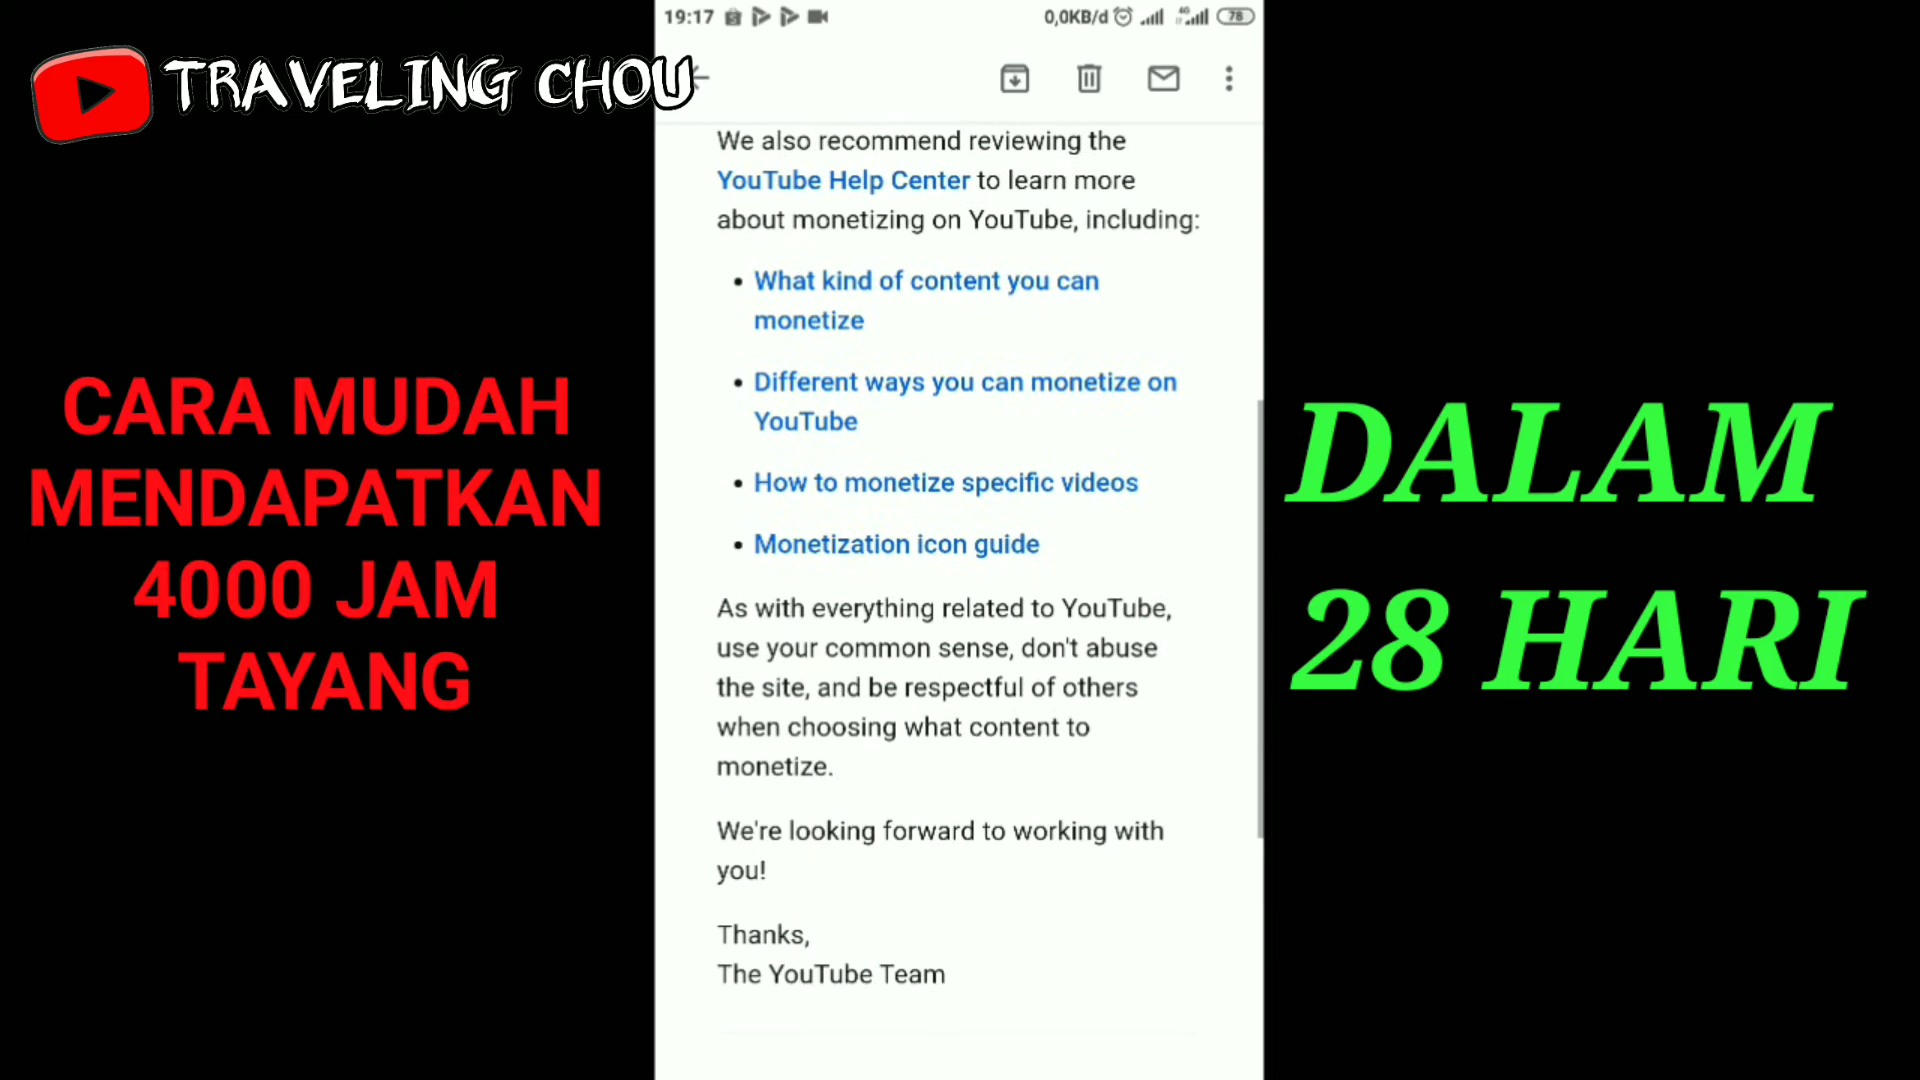 19:17
0,0KB/d
4G
78
TRAVELING CHOU
We also recommend reviewing the
YouTube Help Center to learn more
about monetizing on YouTube, including:
• What kind of content you can
monetize
• Different ways you can monetize on
YouTube
• How to monetize specific videos
• Monetization icon guide
As with everything related to YouTube,
use your common sense, don't abuse
the site, and be respectful of others
when choosing what content to
monetize.
We're looking forward to working with
you!
Thanks,
The YouTube Team
CARA MUDAH
MENDAPATKAN
4000 JAM
TAYANG
DALAM
28 HARI